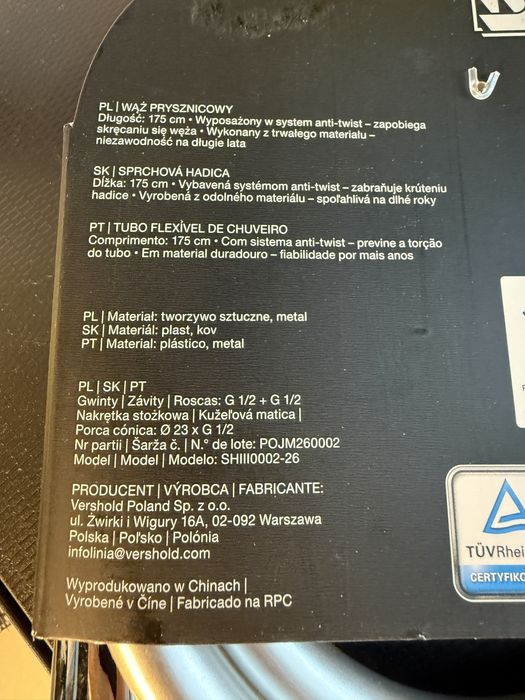 PL | WĄŻ PRYSZNICOWY
Długość: 175 cm • Wyposażony w system anti-twist – zapobiega
skręcaniu się węża • Wykonany z trwałego materiału –
niezawodność na długie lata
SK | SPRCHOVÁ HADICA
Dĺžka: 175 cm • Vybavená systémom anti-twist – zabraňuje krúteniu
hadice • Vyrobená z odolného materiálu – spoľahlivá na dlhé roky
PT | TUBO FLEXÍVEL DE CHUVEIRO
Comprimento: 175 cm • Com sistema anti-twist – previne a torção
do tubo • Em material duradouro – fiabilidade por mais anos
PL | Materiał: tworzywo sztuczne, metal
SK | Materiál: plast, kov
PT | Material: plástico, metal
PL | SK | PT
Gwinty | Závity | Roscas: G 1/2 + G 1/2
Nakrętka stożkowa | Kužeľová matica |
Porca cónica: Ø 23 x G 1/2
Nr partii | Šarža č. | N.° de lote: POJM260002
Model | Model | Modelo: SHIII0002-26
PRODUCENT | VÝROBCA | FABRICANTE:
Vershold Poland Sp. z o.o.
ul. Żwirki i Wigury 16A, 02-092 Warszawa
Polska | Poľsko | Polónia
infolinia@vershold.com
Wyprodukowano w Chinach |
Vyrobené v Číne | Fabricado na RPC
TÜVRhei
CERTYFIK